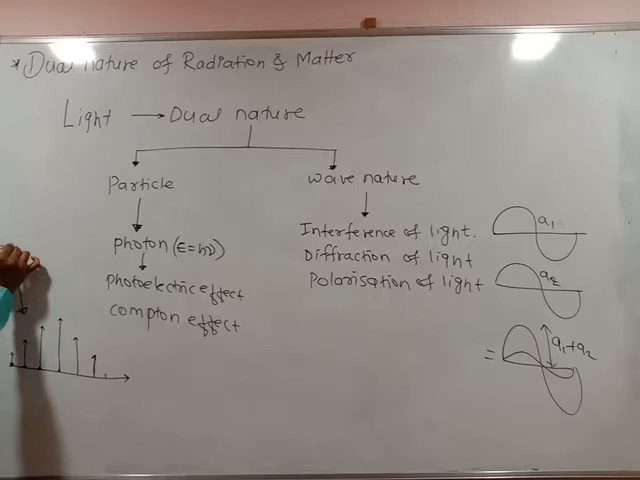 *Dual nature of Radiation & Matter
Light → Dual nature
Particle
photon (E=hν)
photoelectric effect
compton effect
wave nature
Interference of light.
Diffraction of light
Polarisation of light
a1
a2
= a1+a2